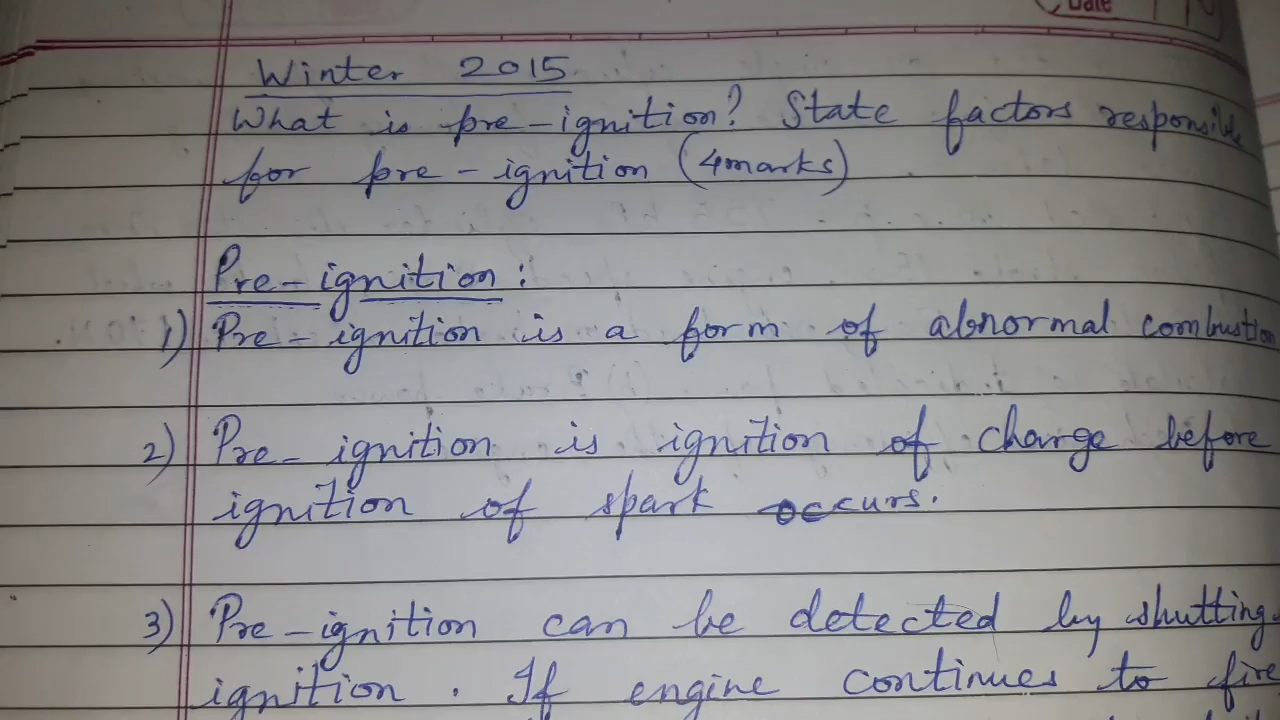 Date
Winter 2015
What is pre-ignition? State factors responsible
for pre-ignition (4marks)
Pre-ignition:
1) Pre-ignition is a form of abnormal combustion
2) Pre-ignition is ignition of charge before
ignition of spark occurs.
3) Pre-ignition can be detected by shutting
ignition. If engine continues to fire